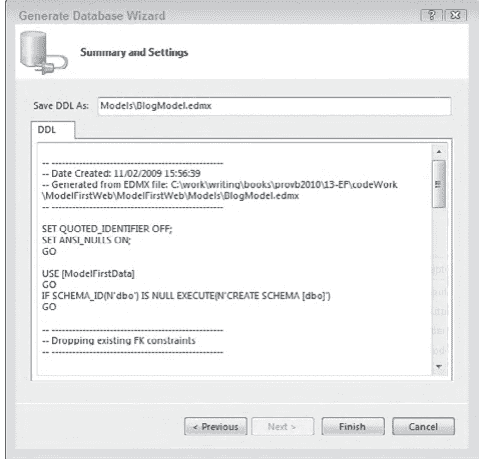 Generate Database Wizard
Summary and Settings
Save DDL As: Models\BlogModel.edmx
DDL
-- --------------------------------------------------
-- Date Created: 11/02/2009 15:56:39
-- Generated from EDMX file: C:\work\writing\books\provb2010\13-EF\codeWork
\ModelFirstWeb\ModelFirstWeb\Models\BlogModel.edmx
-- --------------------------------------------------
SET QUOTED_IDENTIFIER OFF;
SET ANSI_NULLS ON;
GO
USE [ModelFirstData]
GO
IF SCHEMA_ID(N'dbo') IS NULL EXECUTE(N'CREATE SCHEMA [dbo]')
GO
-- --------------------------------------------------
-- Dropping existing FK constraints
-- --------------------------------------------------
< Previous
Next >
Finish
Cancel